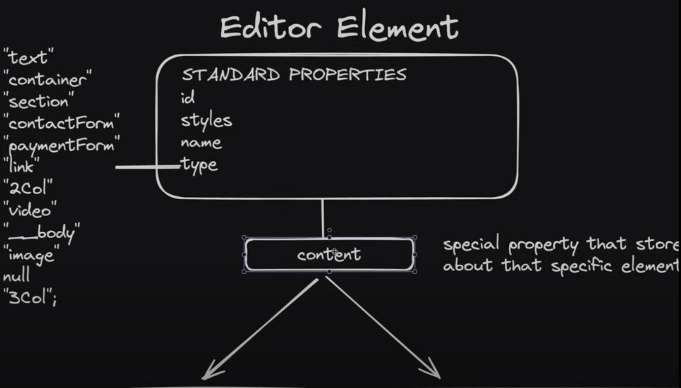 Editor Element
"text"
"container"
"section"
"contactForm"
"paymentForm"
"link"
"2Col"
"video"
"__body"
"image"
null
"3Col";
STANDARD PROPERTIES
id
styles
name
type
content
special property that store
about that specific element